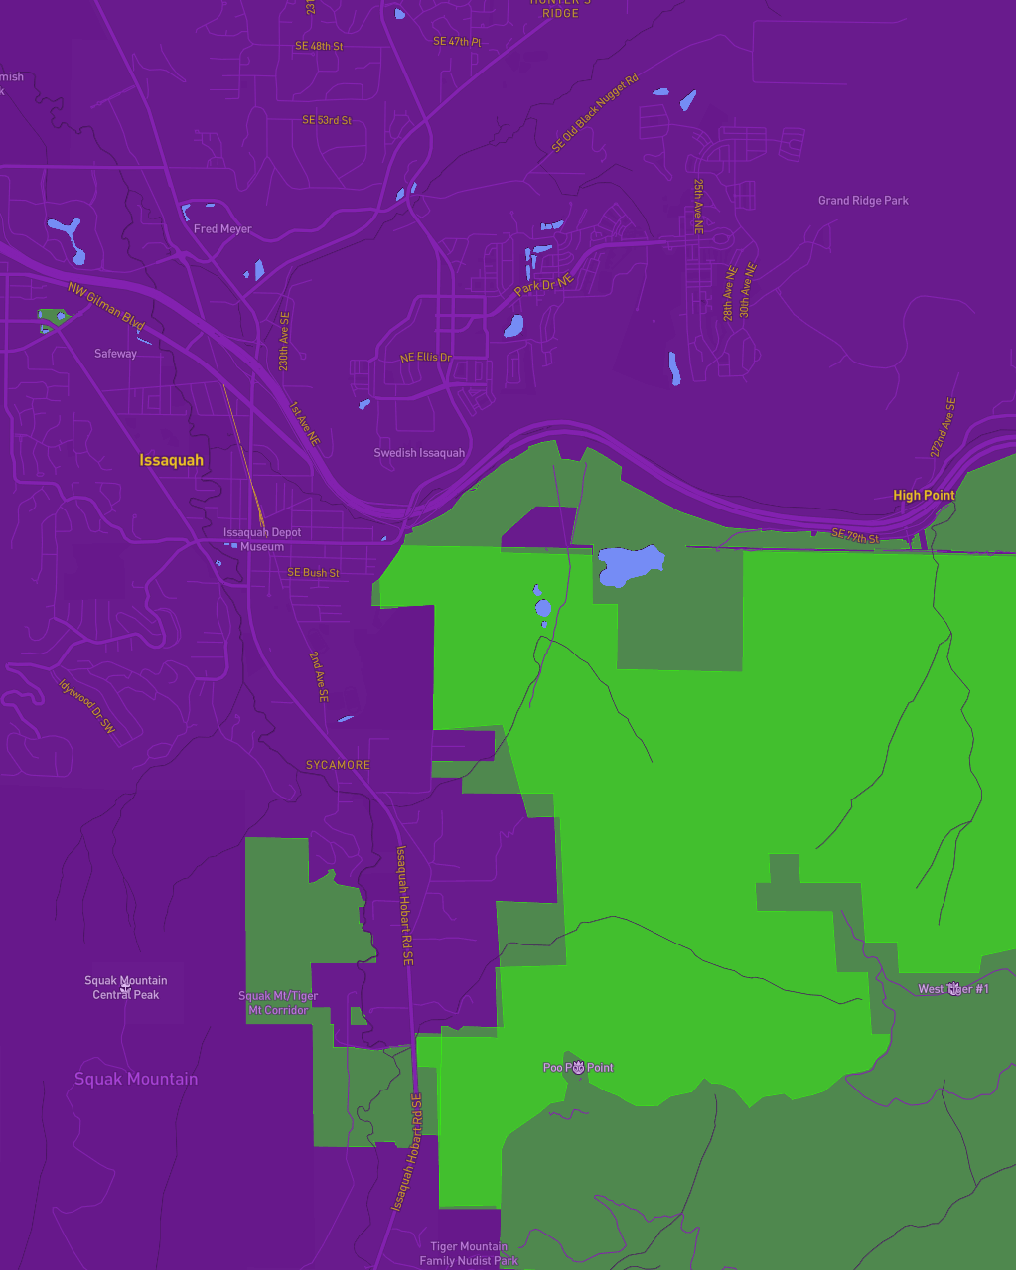 231
HUNTER'S
RIDGE
SE 48th St
SE 47th Pl
mish
k
SE Old Black Nugget Rd
SE 53rd St
25th Ave NE
Grand Ridge Park
Fred Meyer
Park Dr NE
28th Ave NE
30th Ave NE
NW Gilman Blvd
230th Ave SE
Safeway
NE Ellis Dr
1st Ave NE
272nd Ave SE
Issaquah
Swedish Issaquah
High Point
Issaquah Depot
Museum
SE 79th St
SE Bush St
2nd Ave SE
Idylwood Dr SW
SYCAMORE
Issaquah Hobart Rd SE
Squak Mountain
Central Peak
Squak Mt/Tiger
Mt Corridor
West Tiger #1
Poo Poo Point
Squak Mountain
Issaquah Hobart Rd SE
Tiger Mountain
Family Nudist Park